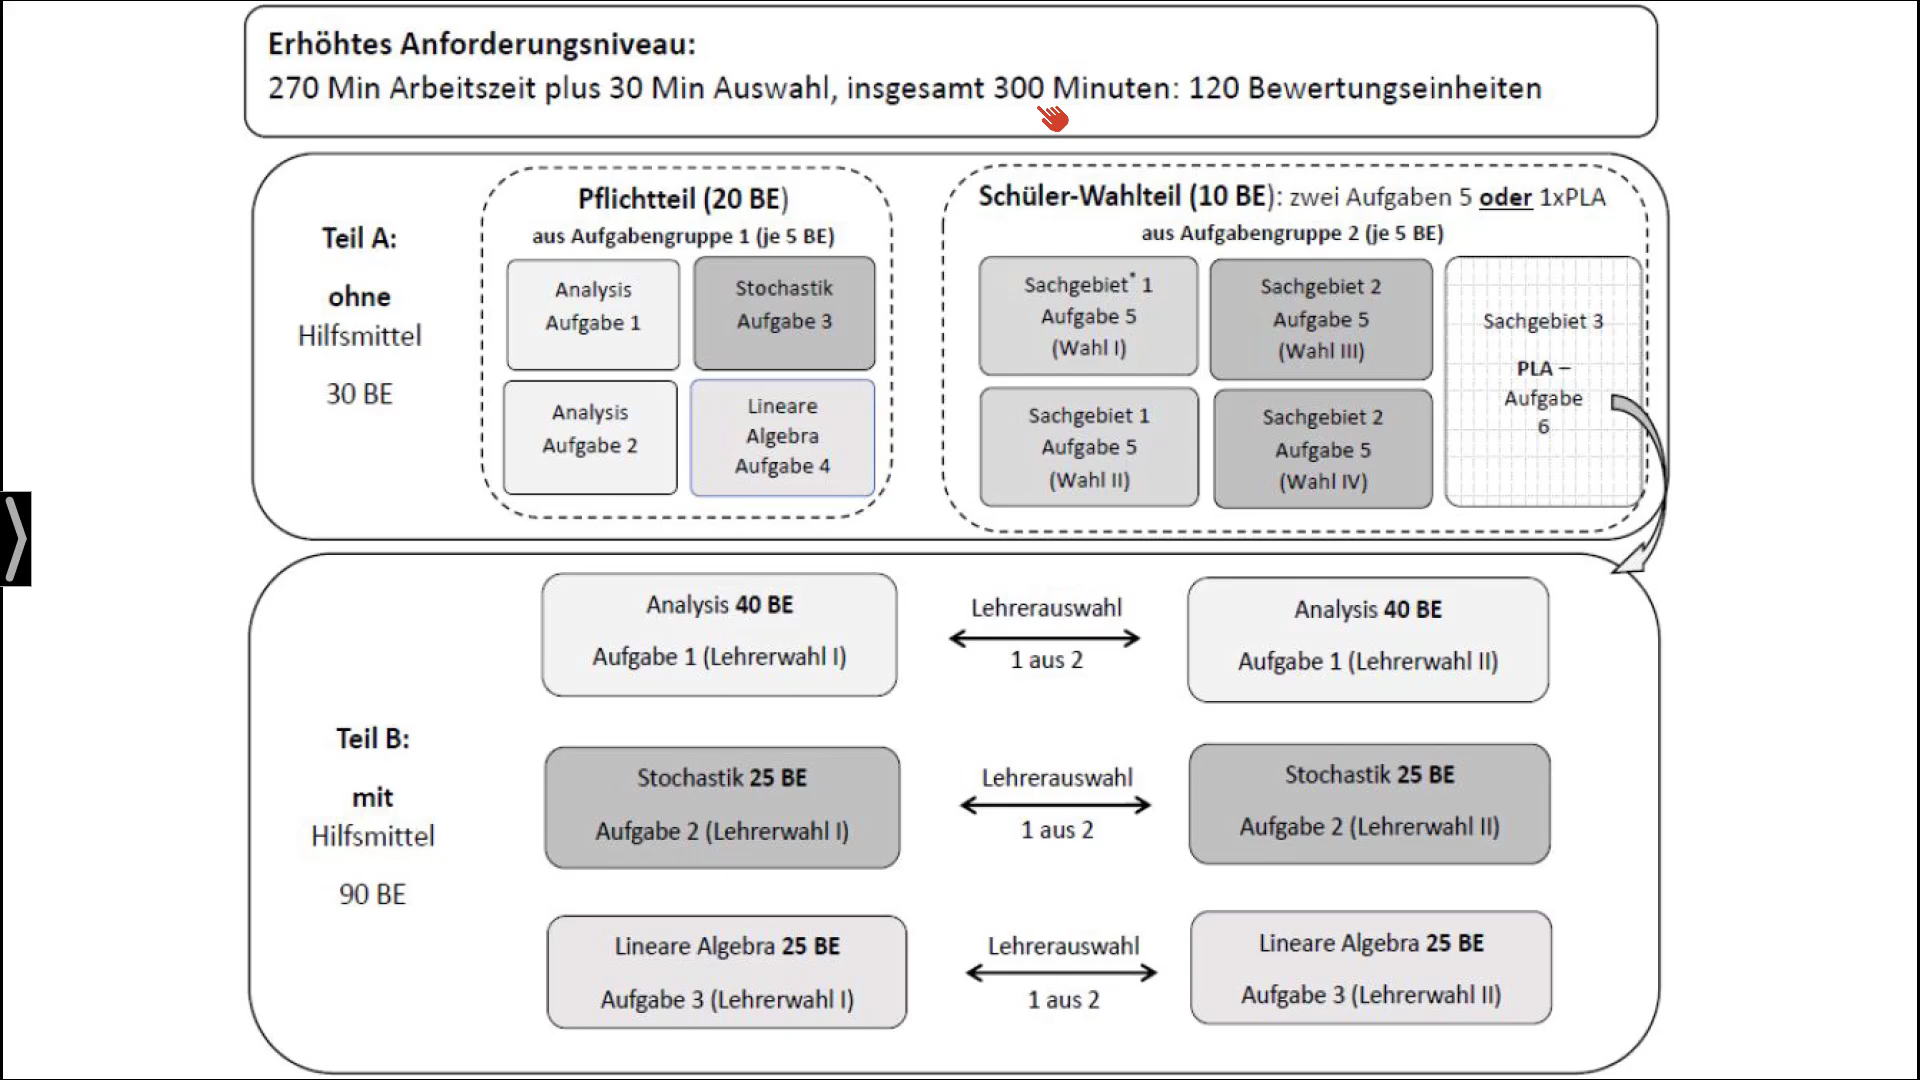 Erhöhtes Anforderungsniveau:
270 Min Arbeitszeit plus 30 Min Auswahl, insgesamt 300 Minuten: 120 Bewertungseinheiten
Teil A:
ohne
Hilfsmittel
30 BE
Pflichtteil (20 BE)
aus Aufgabengruppe 1 (je 5 BE)
Analysis
Aufgabe 1
Stochastik
Aufgabe 3
Analysis
Aufgabe 2
Lineare
Algebra
Aufgabe 4
Schüler-Wahlteil (10 BE): zwei Aufgaben 5 oder 1xPLA
aus Aufgabengruppe 2 (je 5 BE)
Sachgebiet* 1
Aufgabe 5
(Wahl I)
Sachgebiet 2
Aufgabe 5
(Wahl III)
Sachgebiet 1
Aufgabe 5
(Wahl II)
Sachgebiet 2
Aufgabe 5
(Wahl IV)
Sachgebiet 3
PLA –
Aufgabe
6
Teil B:
mit
Hilfsmittel
90 BE
Analysis 40 BE
Aufgabe 1 (Lehrerwahl I)
Lehrerauswahl
1 aus 2
Analysis 40 BE
Aufgabe 1 (Lehrerwahl II)
Stochastik 25 BE
Aufgabe 2 (Lehrerwahl I)
Lehrerauswahl
1 aus 2
Stochastik 25 BE
Aufgabe 2 (Lehrerwahl II)
Lineare Algebra 25 BE
Aufgabe 3 (Lehrerwahl I)
Lehrerauswahl
1 aus 2
Lineare Algebra 25 BE
Aufgabe 3 (Lehrerwahl II)